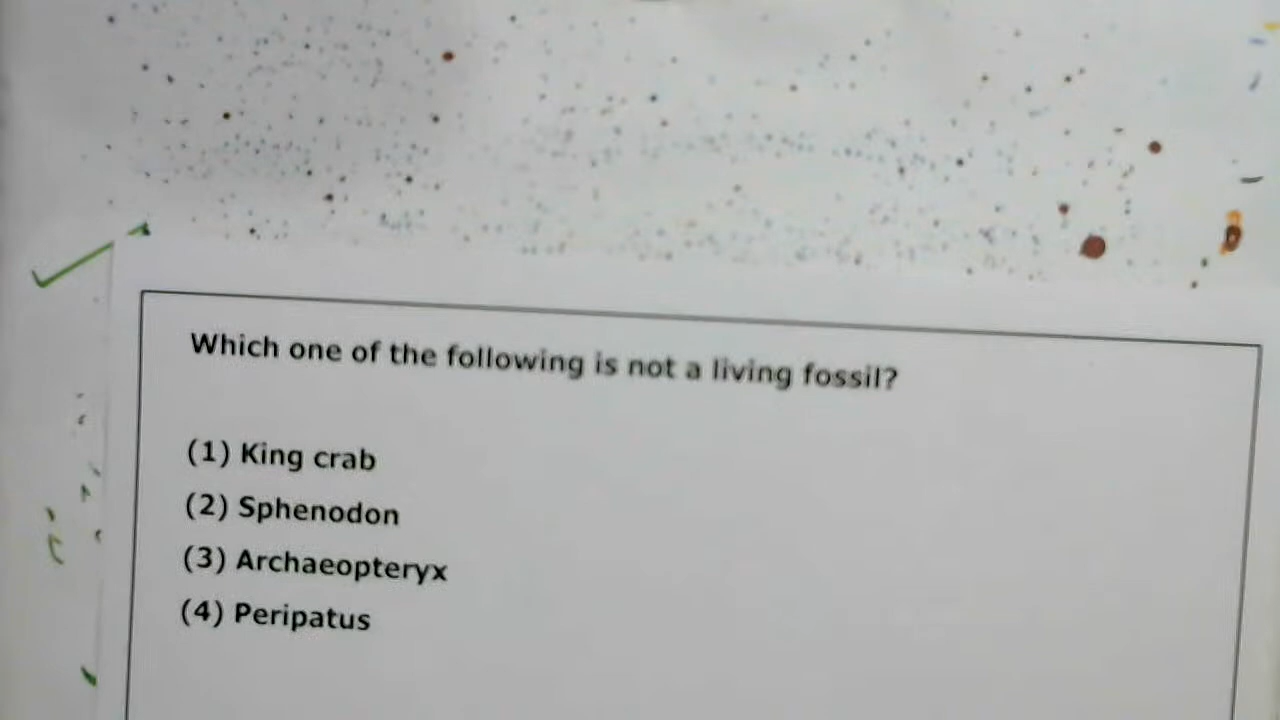 Which one of the following is not a living fossil?
(1) King crab
(2) Sphenodon
(3) Archaeopteryx
(4) Peripatus